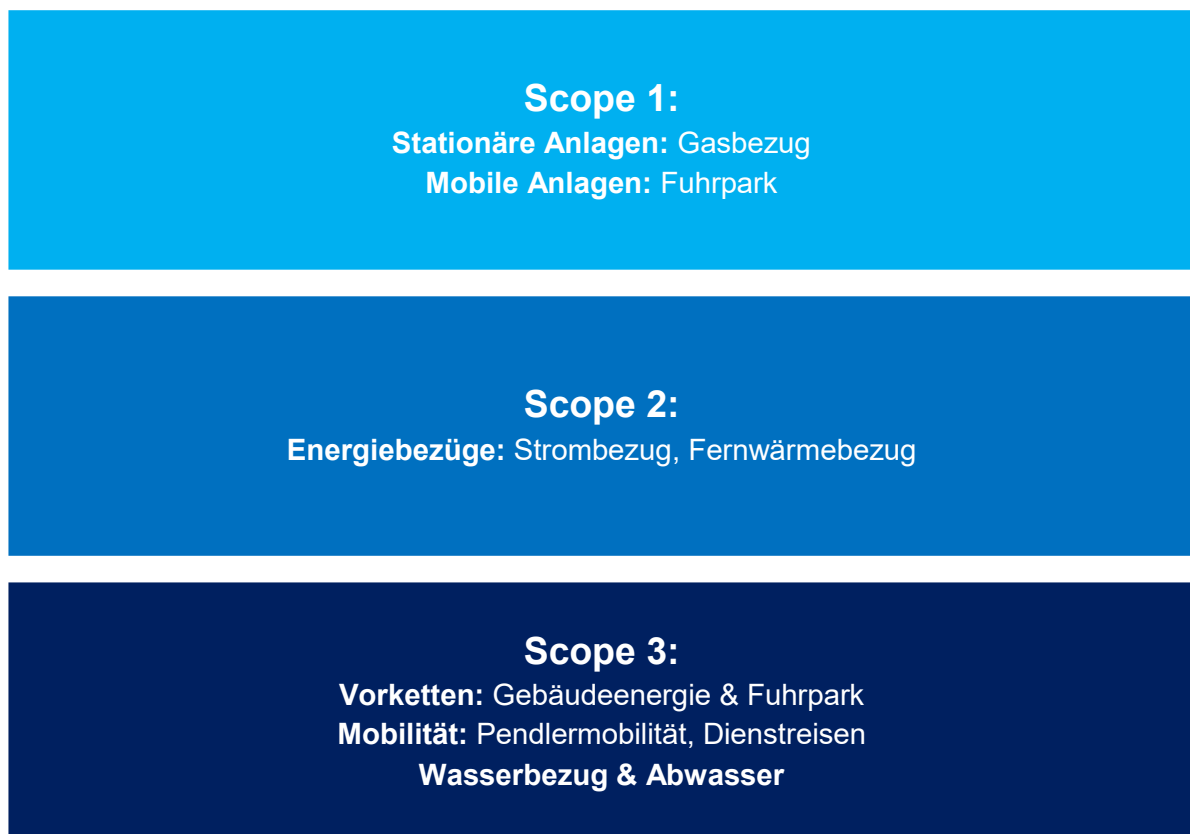 Scope 1:
Stationäre Anlagen: Gasbezug
Mobile Anlagen: Fuhrpark
Scope 2:
Energiebezüge: Strombezug, Fernwärmebezug
Scope 3:
Vorketten: Gebäudeenergie & Fuhrpark
Mobilität: Pendlermobilität, Dienstreisen
Wasserbezug & Abwasser